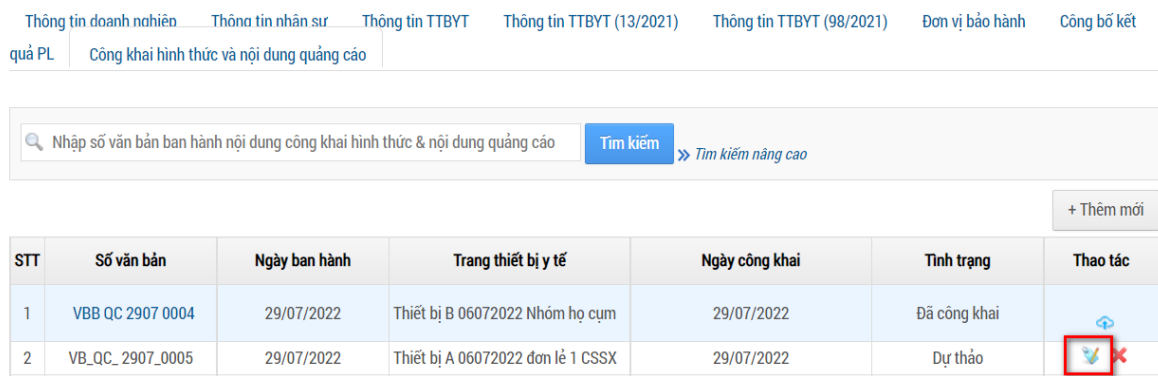 Thông tin doanh nghiệp Thông tin nhân sự Thông tin TTBYT Thông tin TTBYT (13/2021) Thông tin TTBYT (98/2021) Đơn vị bảo hành Công bố kết
quả PL Công khai hình thức và nội dung quảng cáo
Nhập số văn bản ban hành nội dung công khai hình thức & nội dung quảng cáo Tìm kiếm Tìm kiếm nâng cao
+ Thêm mới
STT Số văn bản Ngày ban hành Trang thiết bị y tế Ngày công khai Tình trạng Thao tác
1 VBB QC 2907 0004 29/07/2022 Thiết bị B 06072022 Nhóm họ cụm 29/07/2022 Đã công khai
2 VB_QC_ 2907_0005 29/07/2022 Thiết bị A 06072022 đơn lẻ 1 CSSX 29/07/2022 Dự thảo